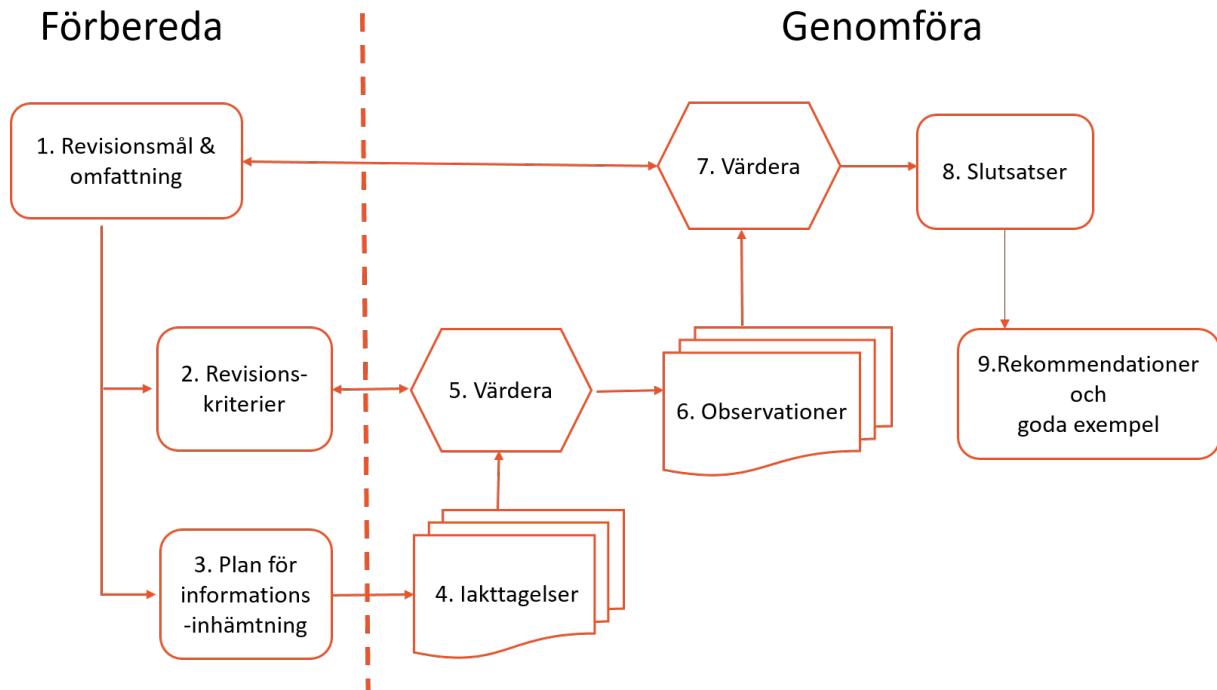 Förbereda
Genomföra
1. Revisionsmål &
omfattning
7. Värdera
8. Slutsatser
2. Revisions-
kriterier
5. Värdera
6. Observationer
9.Rekommendationer
och
goda exempel
3. Plan för
informations
-inhämtning
4. Iakttagelser